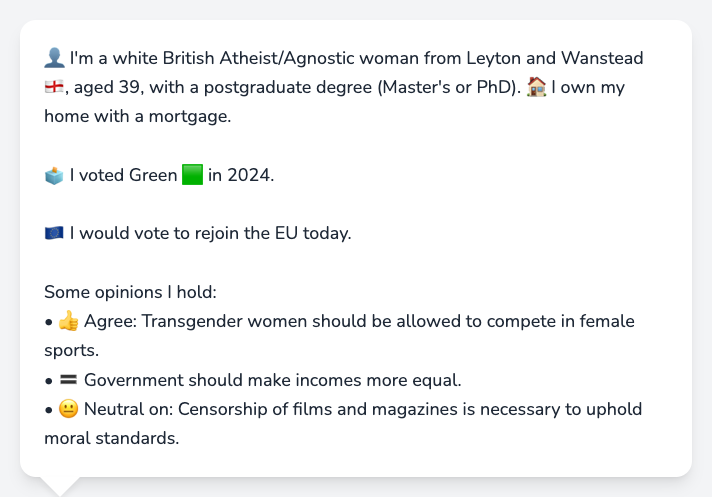 👤 I'm a white British Atheist/Agnostic woman from Leyton and Wanstead
🏴󠁧󠁢󠁥󠁮󠁧󠁿, aged 39, with a postgraduate degree (Master's or PhD). 🏠 I own my
home with a mortgage.
🗳️ I voted Green 🟩 in 2024.
🇪🇺 I would vote to rejoin the EU today.
Some opinions I hold:
• 👍 Agree: Transgender women should be allowed to compete in female
sports.
• 🟰 Government should make incomes more equal.
• 😐 Neutral on: Censorship of films and magazines is necessary to uphold
moral standards.